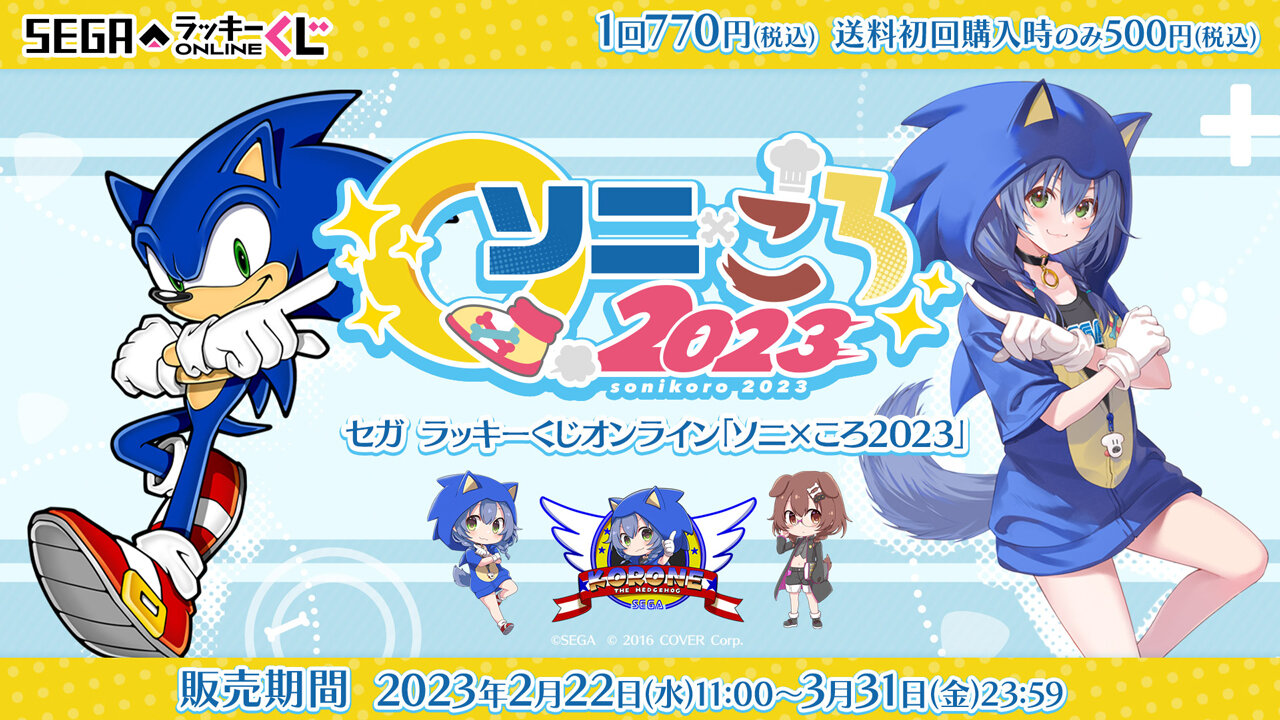 SEGA ラッキーくじ ONLINE
1回770円(税込) 送料初回購入時のみ500円(税込)
ソニ×ころ
2023
sonikoro 2023
セガ ラッキーくじオンライン「ソニ×ころ2023」
SEGA
KORONE
THE HEDGEHOG
SEGA
©SEGA © 2016 COVER Corp.
販売期間 2023年2月22日(水)11:00～3月31日(金)23:59